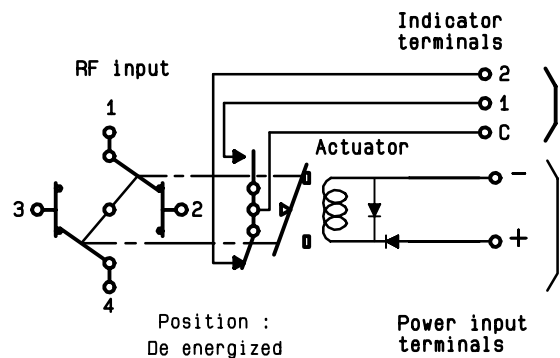 Indicator
terminals
RF input
2
1
1
C
Actuator
-
3
2
+
4
Position :
De energized
Power input
terminals